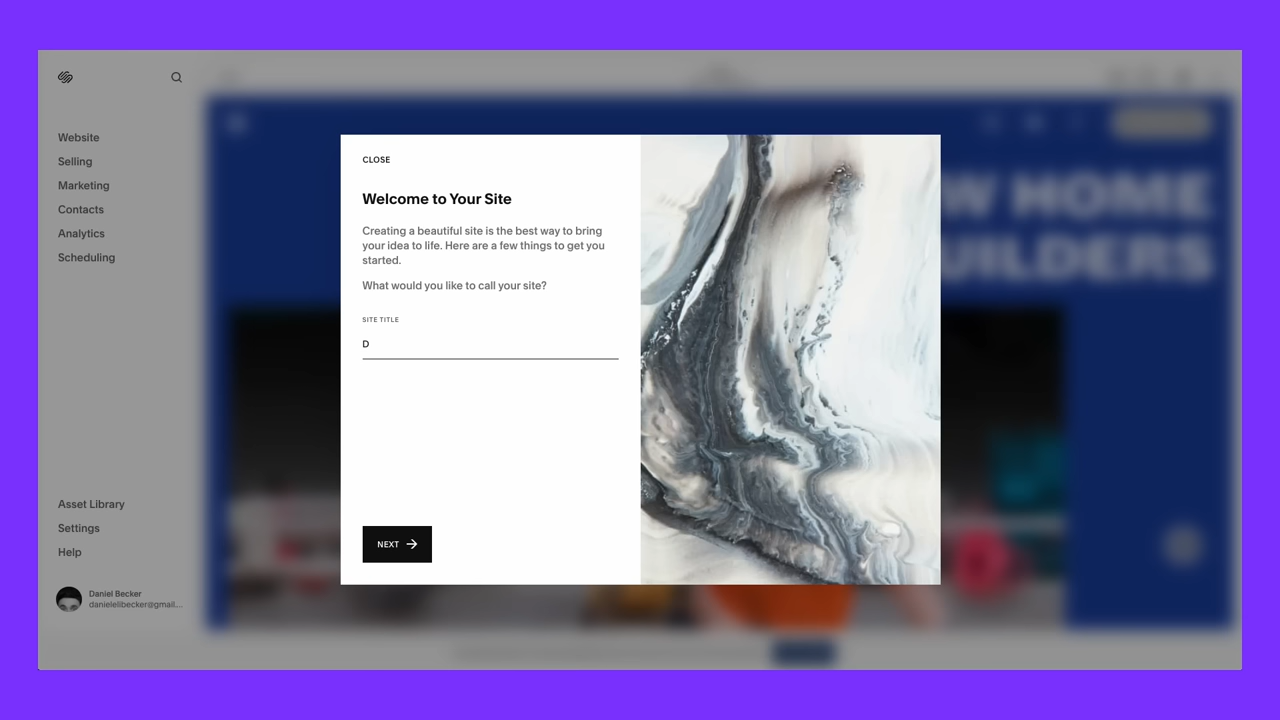 Website
Selling
Marketing
Contacts
Analytics
Scheduling
Asset Library
Settings
Help
Daniel Becker
danielelibecker@gmail...
CLOSE
Welcome to Your Site
Creating a beautiful site is the best way to bring
your idea to life. Here are a few things to get you
started.
What would you like to call your site?
SITE TITLE
D
NEXT
W HOME
UILDERS